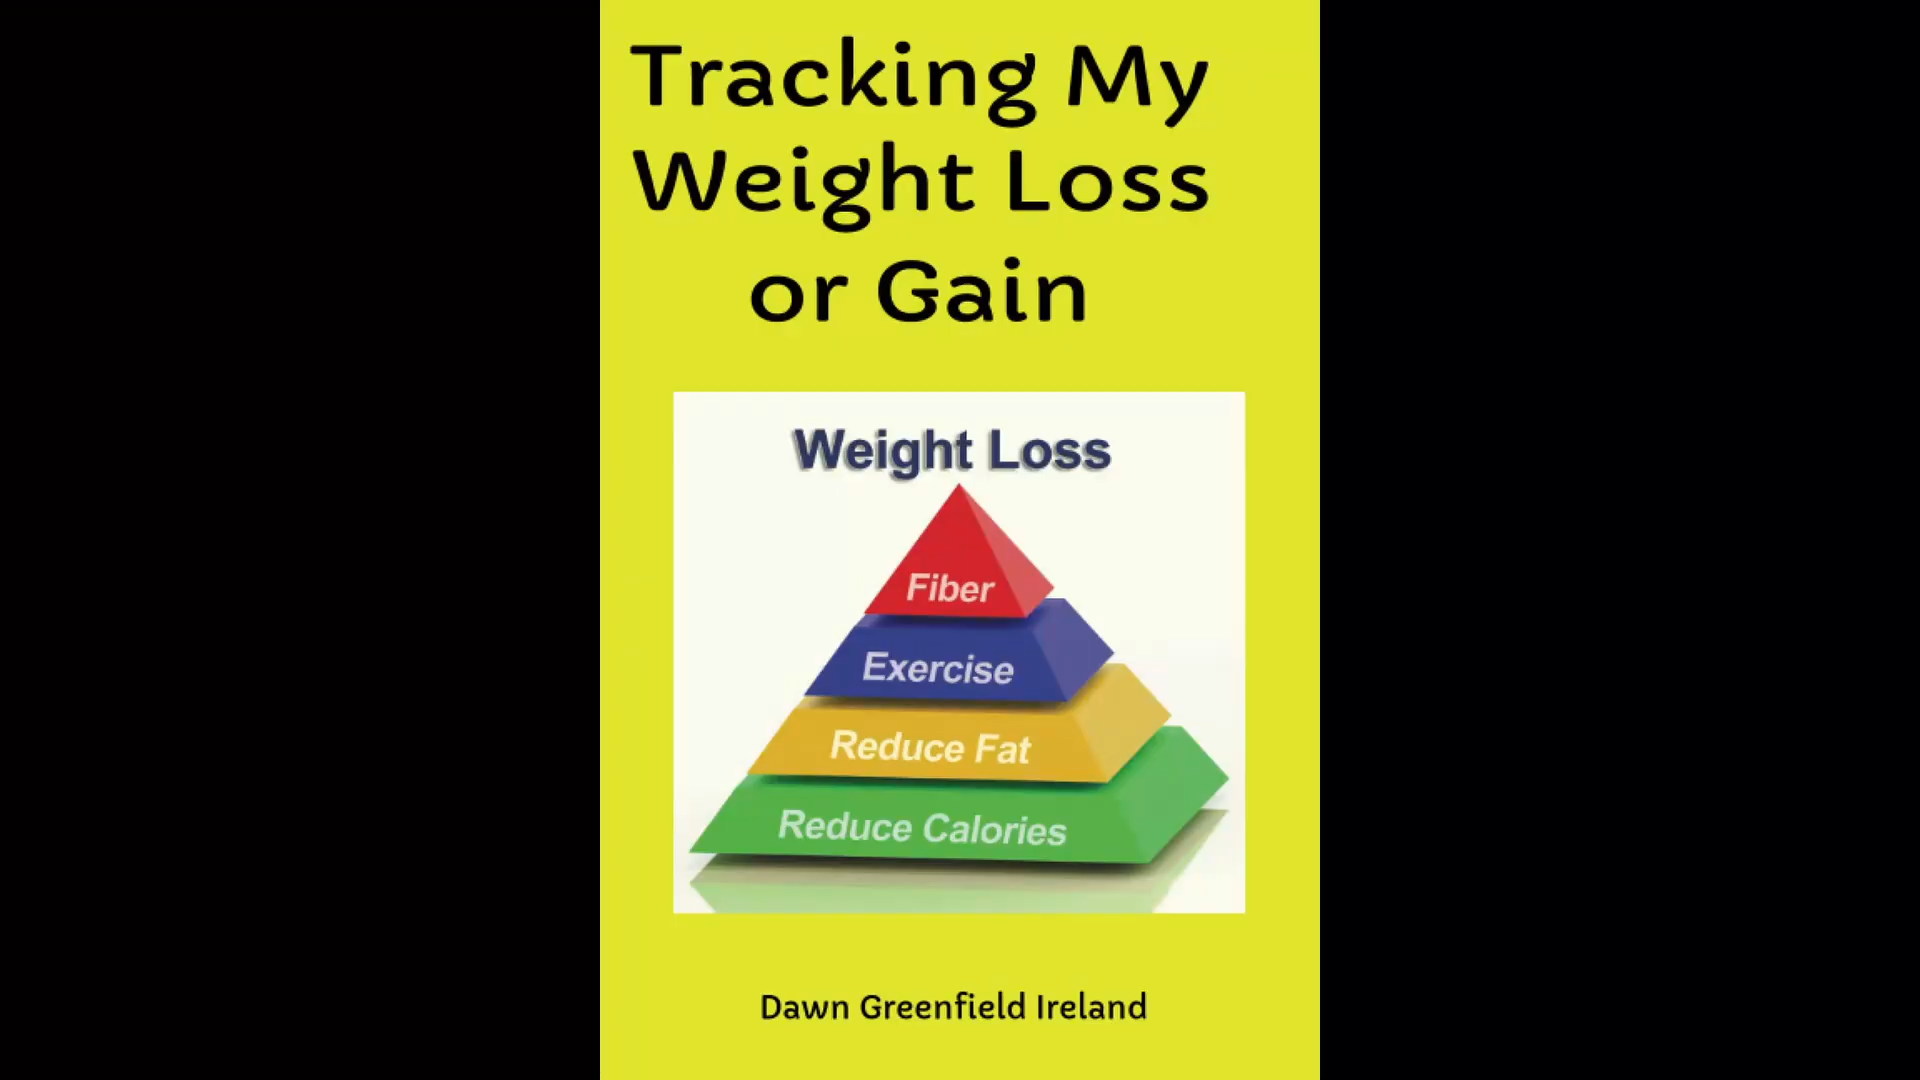 Tracking My
Weight Loss
or Gain
Weight Loss
Fiber
Exercise
Reduce Fat
Reduce Calories
Dawn Greenfield Ireland